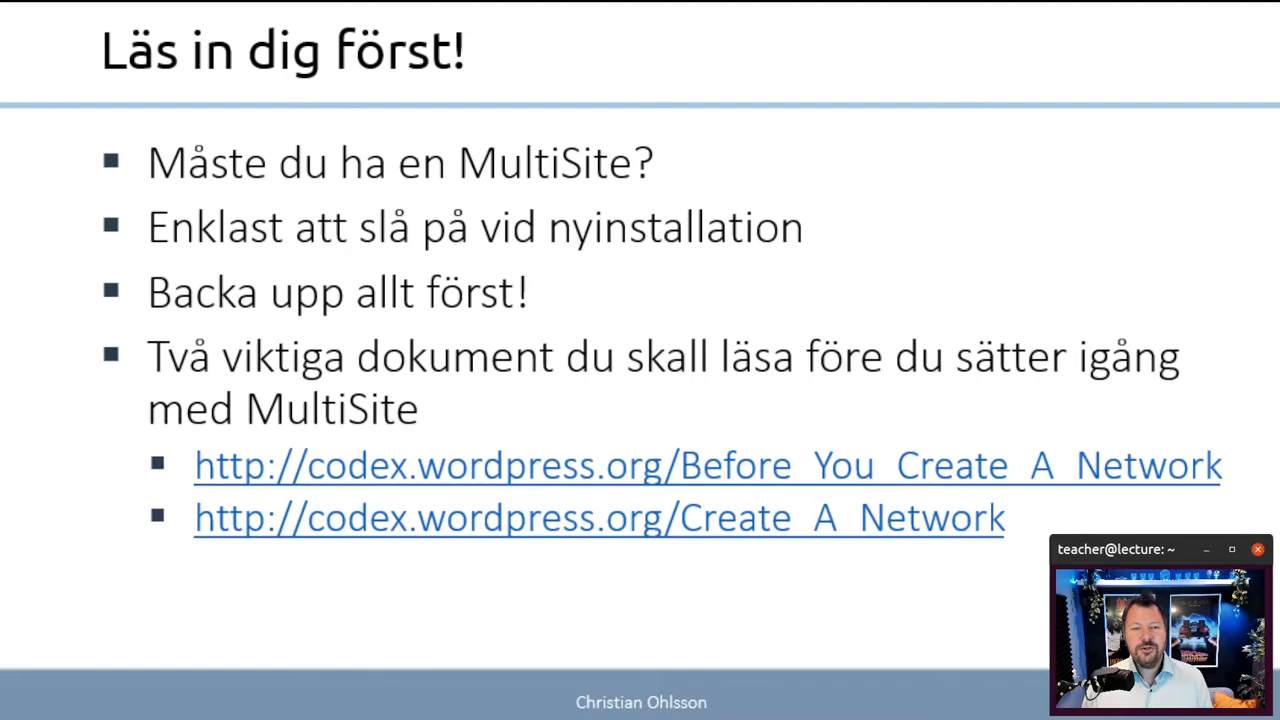 Läs in dig först!
Måste du ha en MultiSite?
Enklast att slå på vid nyinstallation
Backa upp allt först!
Två viktiga dokument du skall läsa före du sätter igång
med MultiSite
http://codex.wordpress.org/Before_You_Create_A_Network
http://codex.wordpress.org/Create_A_Network
teacher@lecture: ~
Christian Ohlsson